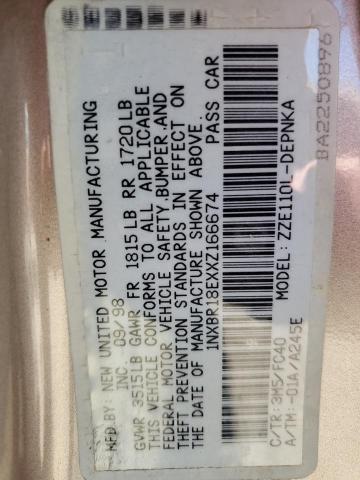 MFD BY: NEW UNITED MOTOR MANUFACTURING
INC. 09/98
GVWR 3515LB GAWR FR 1815LB RR 1720LB
THIS VEHICLE CONFORMS TO ALL APPLICABLE
FEDERAL MOTOR VEHICLE SAFETY,BUMPER,AND
THEFT PREVENTION STANDARDS IN EFFECT ON
THE DATE OF MANUFACTURE SHOWN ABOVE.
1NXBR18EXXZ166674 PASS CAR
C/TR:3M5/FC40 ZZE110L-DEPNKA
A/TM:-01A/A245E
BA2250896